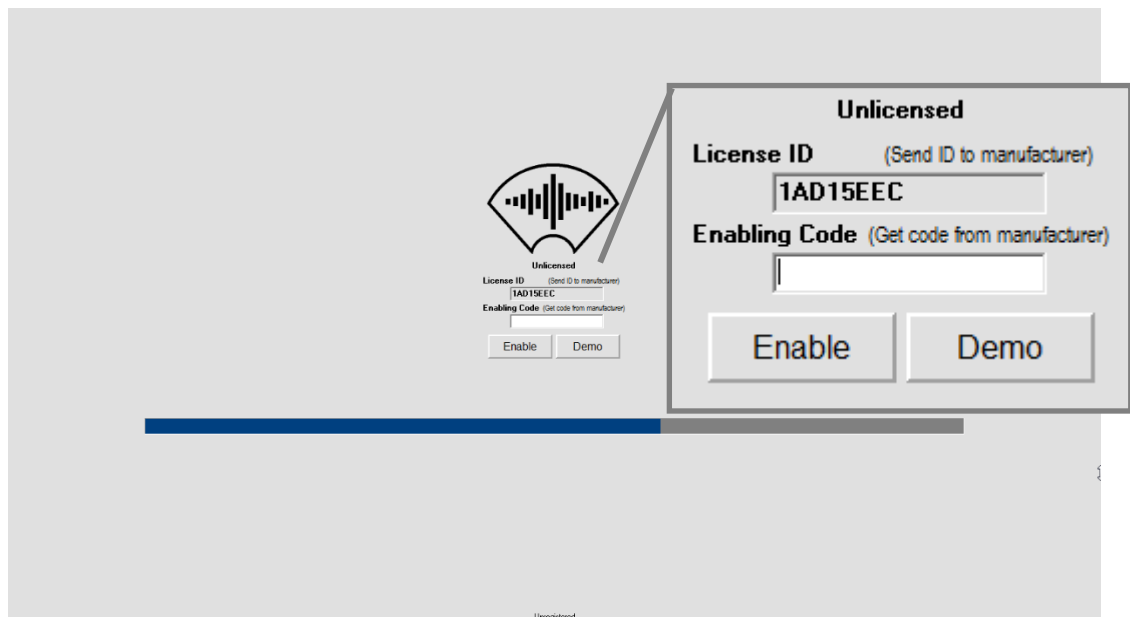 Unlicensed
License ID (Send ID to manufacturer)
1AD15EEC
Enabling Code (Get code from manufacturer)
Enable Demo
Unlicensed
License ID (Send ID to manufacturer)
1AD15EEC
Enabling Code (Get code from manufacturer)
Enable Demo
Unregistered